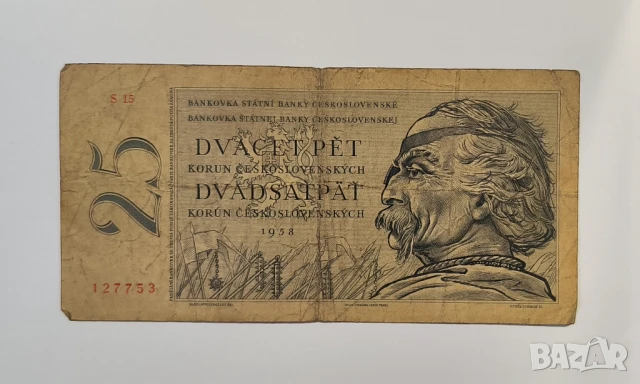 S 15
BANKOVKA STÁTNÍ BANKY ČESKOSLOVENSKÉ
BANKOVKA ŠTÁTNEJ BANKY ČESKOSLOVENSKEJ
DVACET PĚT
KORUN ČESKOSLOVENSKÝCH
DVADSAŤPÄŤ
KORÚN ČESKOSLOVENSKÝCH
1958
25
127753
bazar